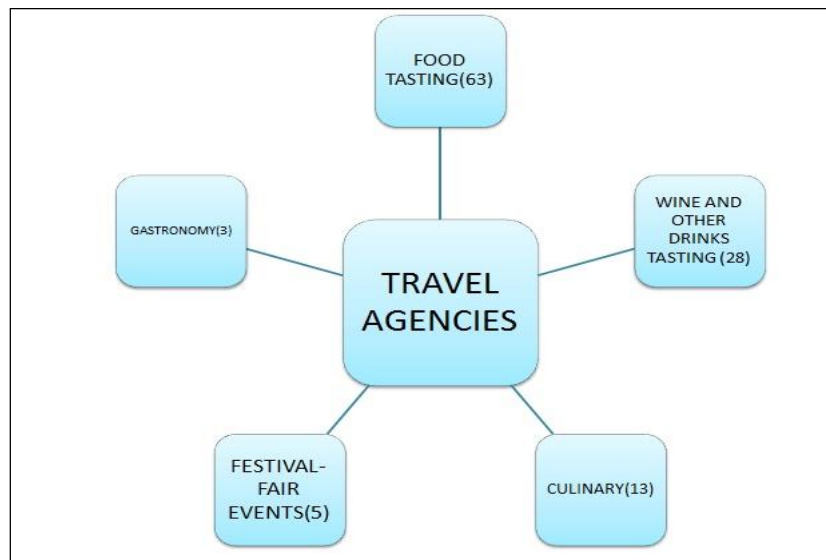 FOOD
TASTING(63)
WINE AND
OTHER
DRINKS
TASTING (28)
GASTRONOMY(3)
TRAVEL
AGENCIES
FESTIVAL-
FAIR
EVENTS(5)
CULINARY(13)